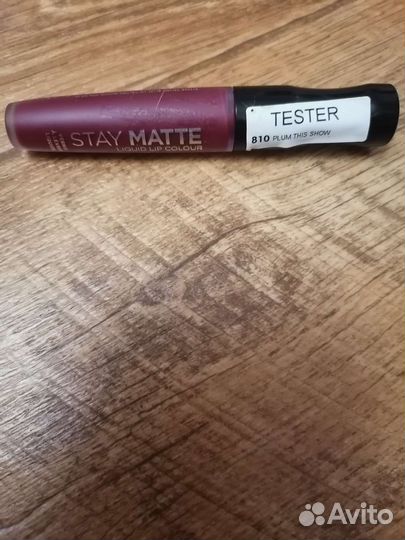 STAY MATTE
LIQUID LIP COLOUR
TESTER
810 PLUM THIS SHOW
Avito